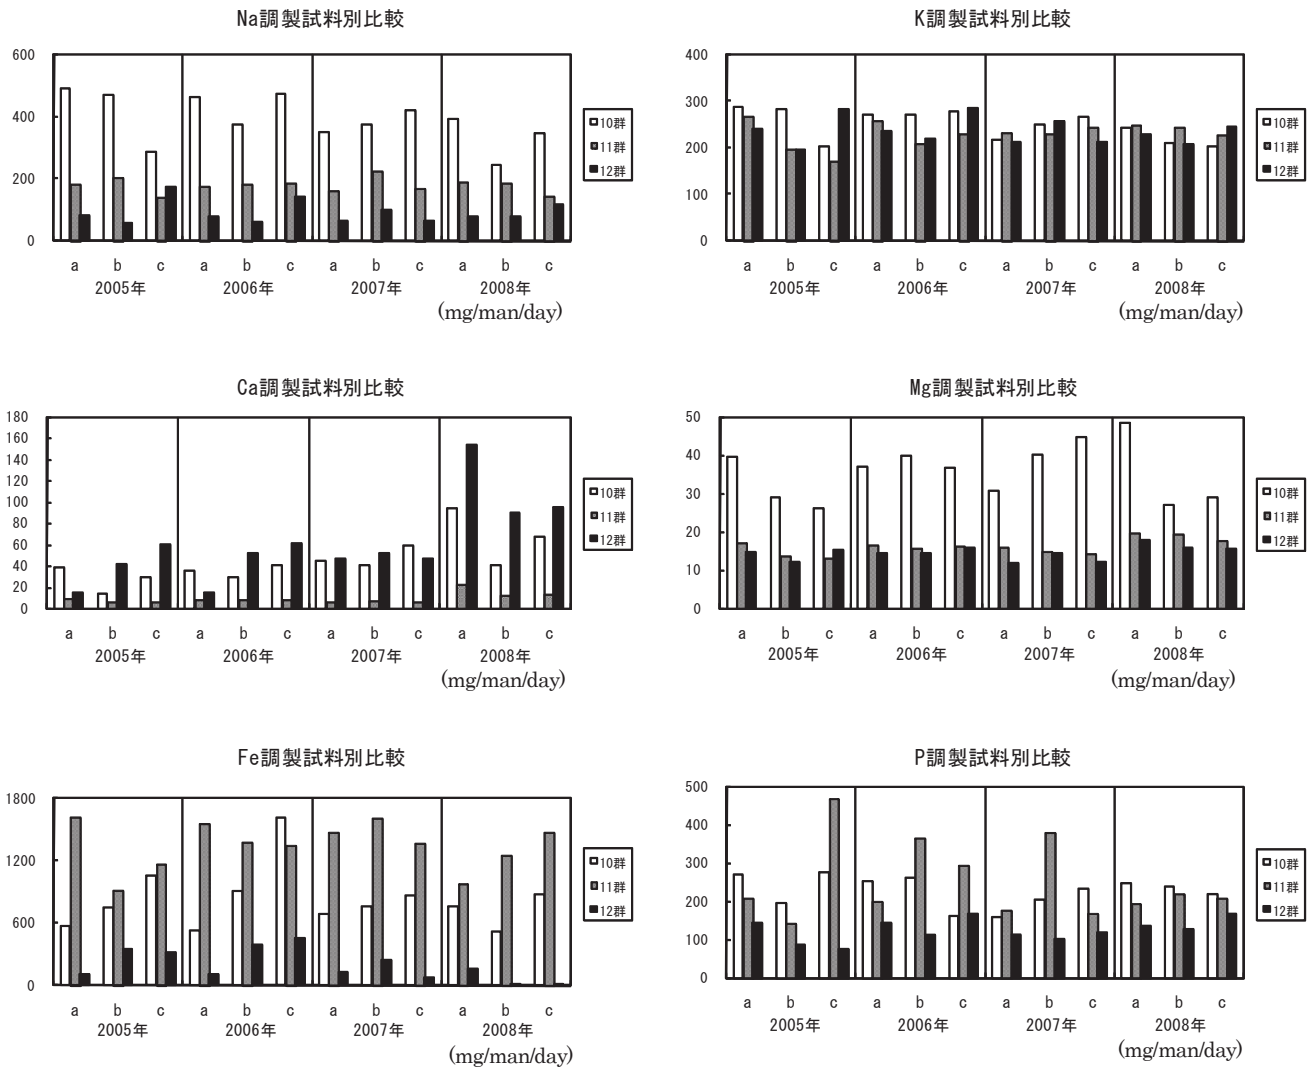 Na調製試料別比較
600
400
200
0
10群
11群
12群
a b c a b c a b c a b c
2005年 2006年 2007年 2008年
(mg/man/day)
K調製試料別比較
400
300
200
100
0
10群
11群
12群
a b c a b c a b c a b c
2005年 2006年 2007年 2008年
(mg/man/day)
Ca調製試料別比較
180
160
140
120
100
80
60
40
20
0
10群
11群
12群
a b c a b c a b c a b c
2005年 2006年 2007年 2008年
(mg/man/day)
Mg調製試料別比較
50
40
30
20
10
0
10群
11群
12群
a b c a b c a b c a b c
2005年 2006年 2007年 2008年
(mg/man/day)
Fe調製試料別比較
1800
1200
600
0
10群
11群
12群
a b c a b c a b c a b c
2005年 2006年 2007年 2008年
(mg/man/day)
P調製試料別比較
500
400
300
200
100
0
10群
11群
12群
a b c a b c a b c a b c
2005年 2006年 2007年 2008年
(mg/man/day)